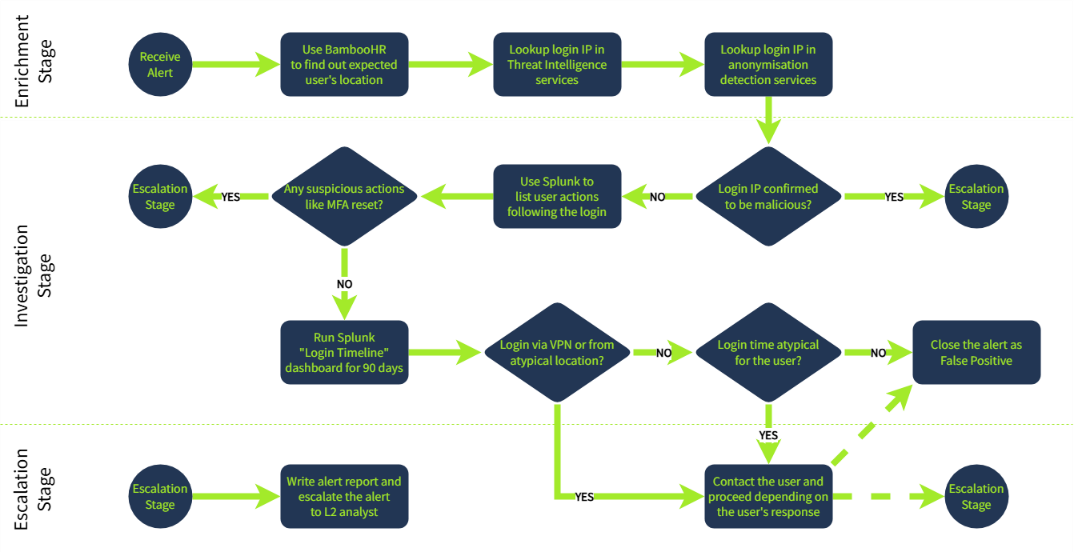 Enrichment
Stage
Receive
Alert
Use BambooHR
to find out expected
user's location
Lookup login IP in
Threat Intelligence
services
Lookup login IP in
anonymisation
detection services
Investigation
Stage
Escalation
Stage
YES
Any suspicious actions
like MFA reset?
Use Splunk to
list user actions
following the login
NO
Login IP confirmed
to be malicious?
YES
Escalation
Stage
NO
Run Splunk
"Login Timeline"
dashboard for 90 days
Login via VPN or from
atypical location?
NO
Login time atypical
for the user?
NO
Close the alert as
False Positive
YES
Escalation
Stage
Escalation
Stage
Write alert report and
escalate the alert
to L2 analyst
YES
Contact the user and
proceed depending on
the user's response
Escalation
Stage